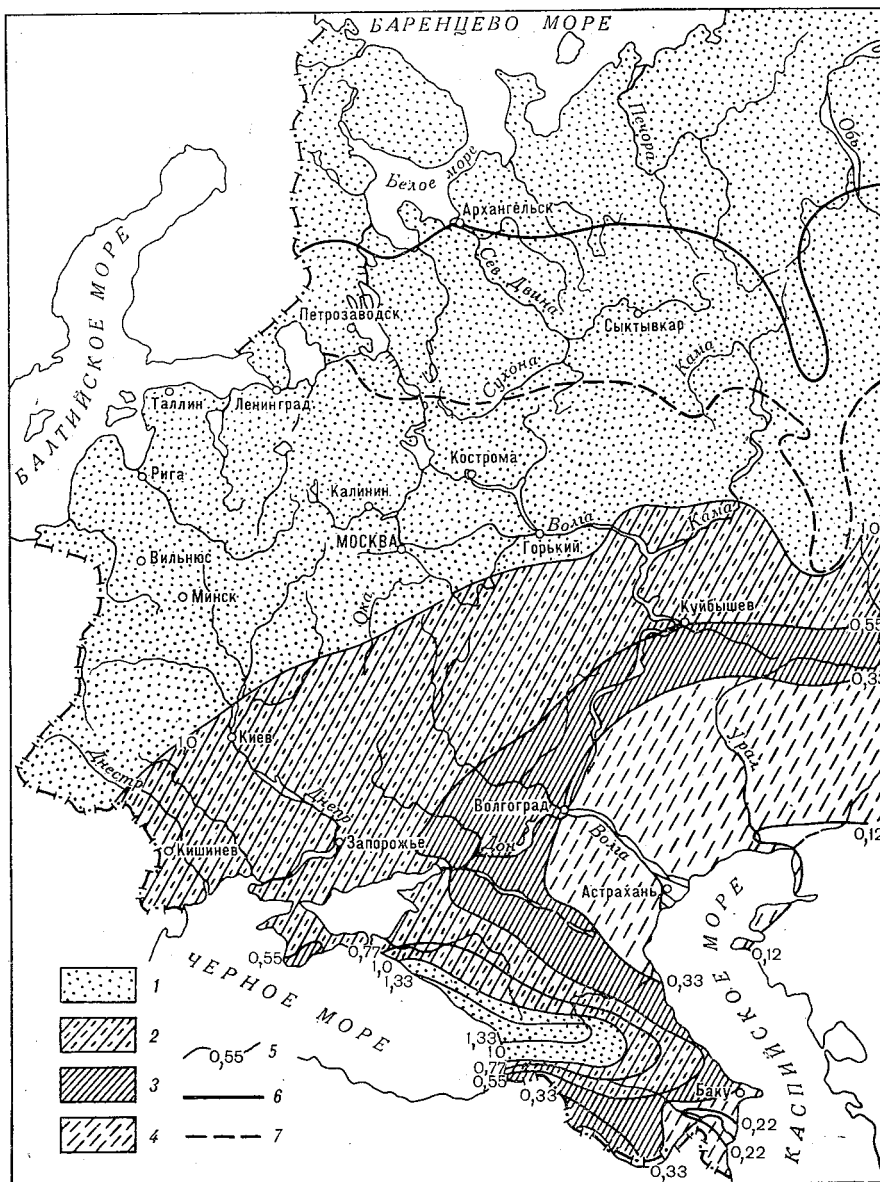 БАРЕНЦЕВО МОРЕ
Печора
Обь
Белое море
Архангельск
БАЛТИЙСКОЕ МОРЕ
Сев. Двина
Петрозаводск
Сыктывкар
Кама
Сухона
Таллин
Ленинград
Кострома
Рига
Калинин
Волга
Кама
МОСКВА
Горький
1,0
Вильнюс
Минск
Ока
Куйбышев
0,55
0,33
1,0
Киев
Урал
Днестр
Днепр
Волгоград
0,12
Кишинев
Запорожье
Дон
Волга
Астрахань
0,12
0,55
0,77
1,0
1,33
0,33
ЧЕРНОЕ МОРЕ
КАСПИЙСКОЕ МОРЕ
1
2
0,55 5
1,33
1,0
0,77
0,55
0,33
Баку
3
6
0,22
4
7
0,22
0,33